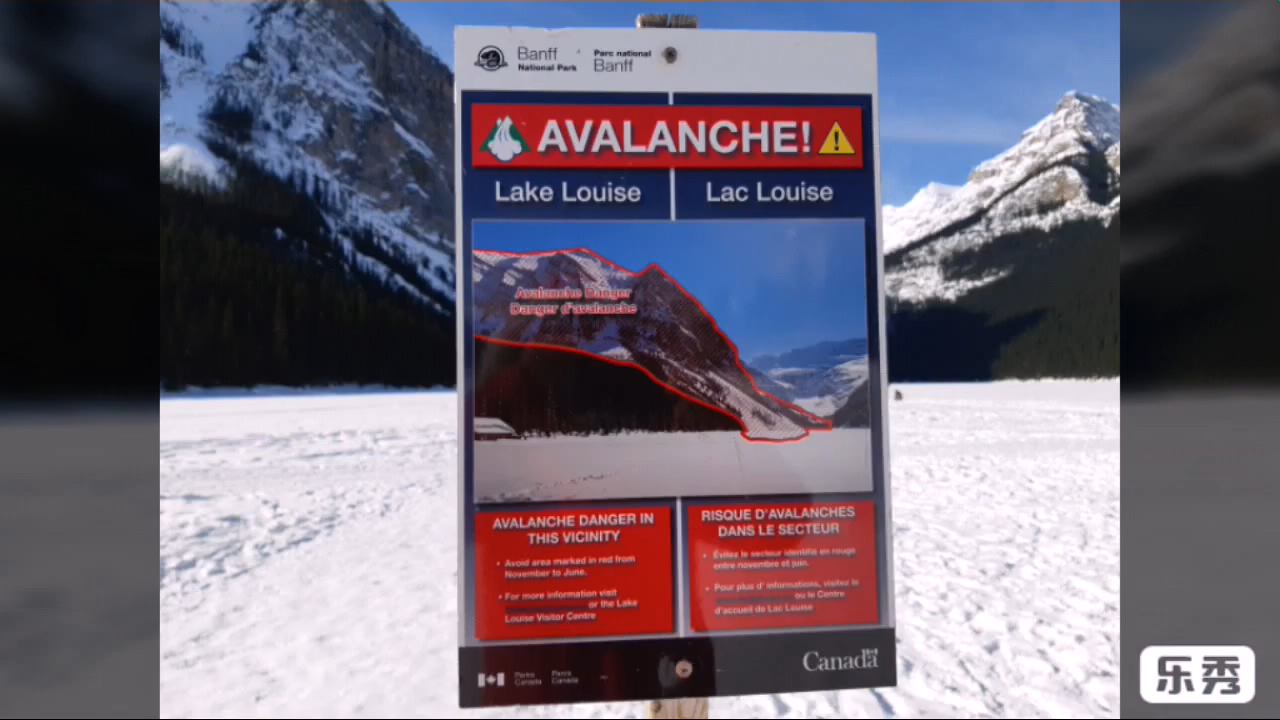 Banff
National Park
Parc national
Banff
AVALANCHE!
Lake Louise
Lac Louise
Avalanche Danger
Danger d'avalanche
AVALANCHE DANGER IN
THIS VICINITY
• Avoid area marked in red from
November to June.
• For more information visit
or the Lake
Louise Visitor Centre
RISQUE D'AVALANCHES
DANS LE SECTEUR
• Évitez le secteur identifié en rouge
entre novembre et juin.
• Pour plus d' informations, visitez le
ou le Centre
d'accueil de Lac Louise
Parks
Canada
Parcs
Canada
Canada
乐秀